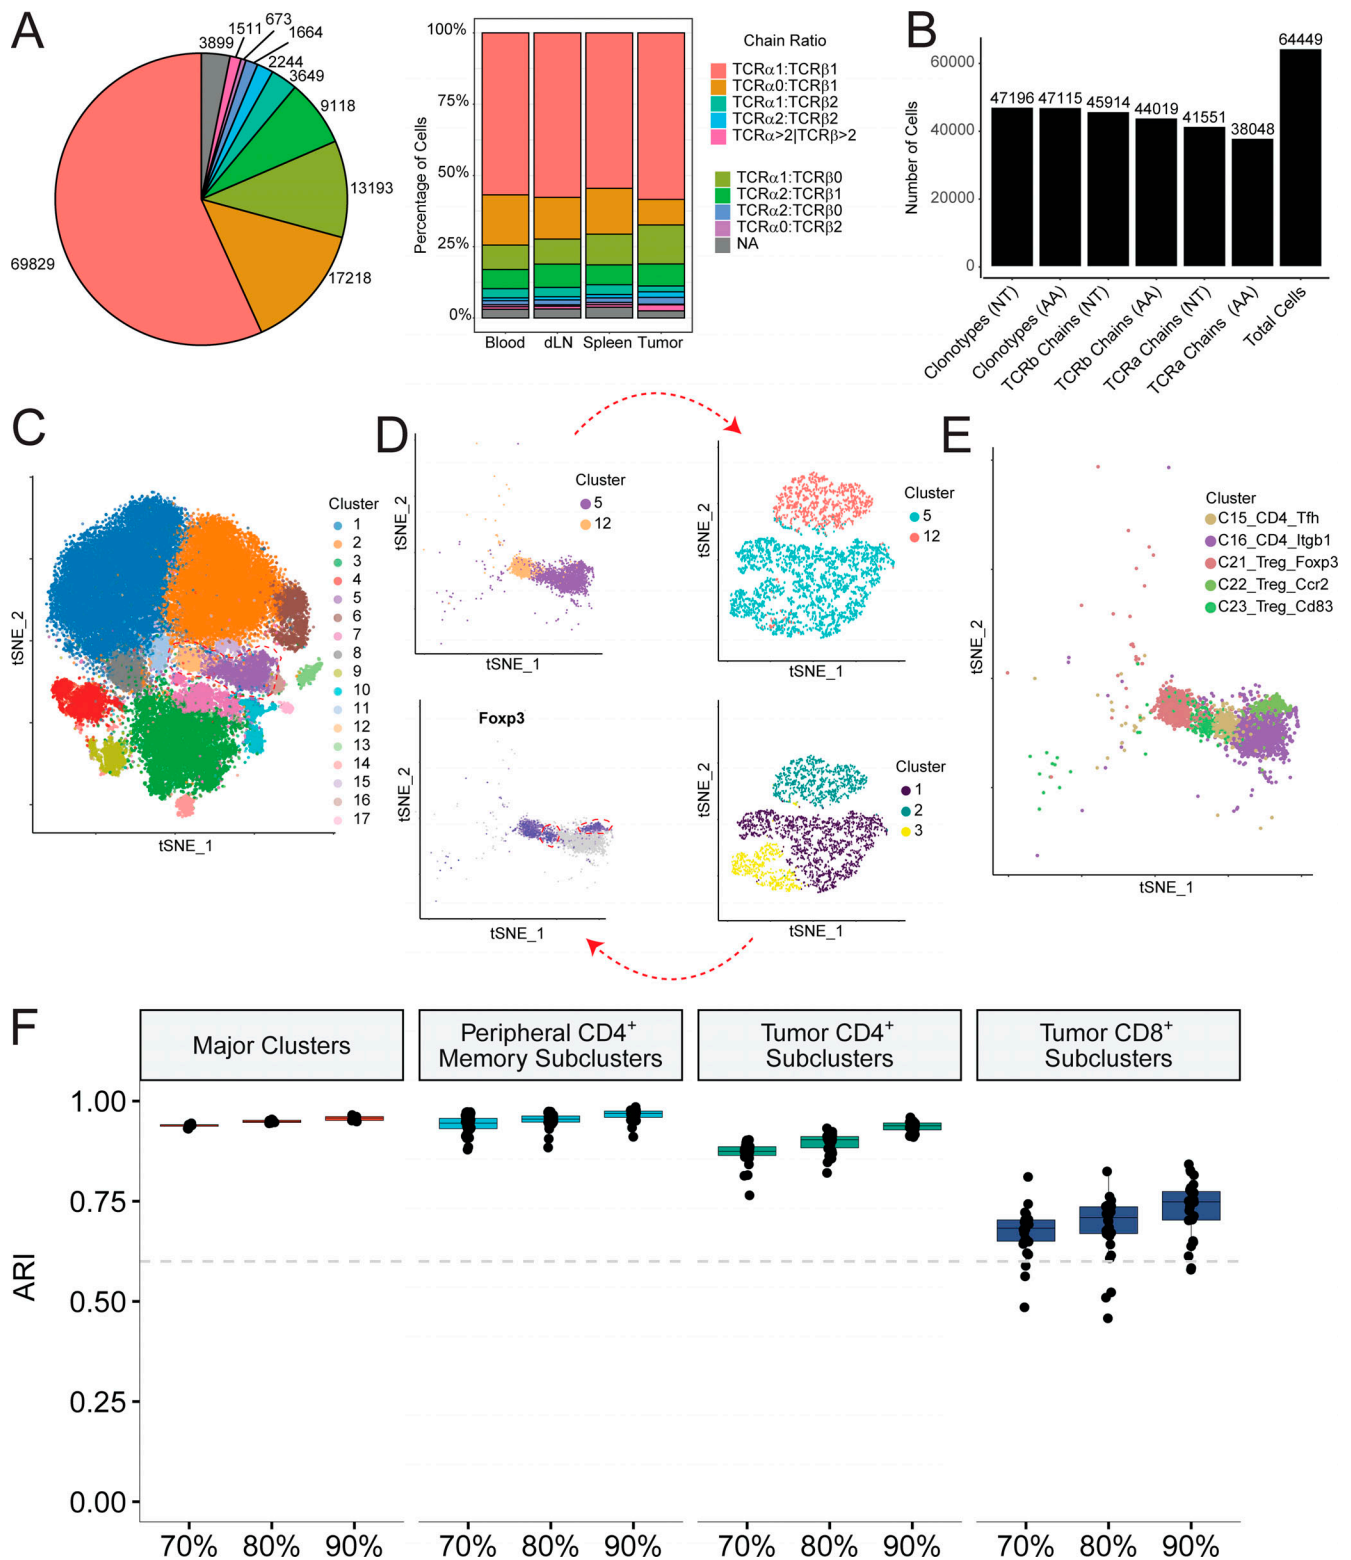 A
3899
1511
673
1664
2244
3649
9118
13193
17218
69829
100%
75%
50%
25%
0%
Percentage of Cells
Blood dLN Spleen Tumor
Chain Ratio
TCRα1:TCRβ1
TCRα0:TCRβ1
TCRα1:TCRβ2
TCRα2:TCRβ2
TCRα>2|TCRβ>2
TCRα1:TCRβ0
TCRα2:TCRβ1
TCRα2:TCRβ0
TCRα0:TCRβ2
NA
B
Number of Cells
60000
40000
20000
0
47196
47115
45914
44019
41551
38048
64449
Clonotypes (NT)
Clonotypes (AA)
TCRb Chains (NT)
TCRb Chains (AA)
TCRa Chains (NT)
TCRa Chains (AA)
Total Cells
C
tSNE_2
tSNE_1
Cluster
1
2
3
4
5
6
7
8
9
10
11
12
13
14
15
16
17
D
tSNE_2
tSNE_1
Cluster
5
12
tSNE_2
tSNE_1
Cluster
5
12
Foxp3
tSNE_2
tSNE_1
tSNE_2
tSNE_1
Cluster
1
2
3
E
tSNE_2
tSNE_1
Cluster
C15_CD4_Tfh
C16_CD4_Itgb1
C21_Treg_Foxp3
C22_Treg_Ccr2
C23_Treg_Cd83
F
Major Clusters
Peripheral CD4⁺
Memory Subclusters
Tumor CD4⁺
Subclusters
Tumor CD8⁺
Subclusters
ARI
1.00
0.75
0.50
0.25
0.00
70% 80% 90%
70% 80% 90%
70% 80% 90%
70% 80% 90%